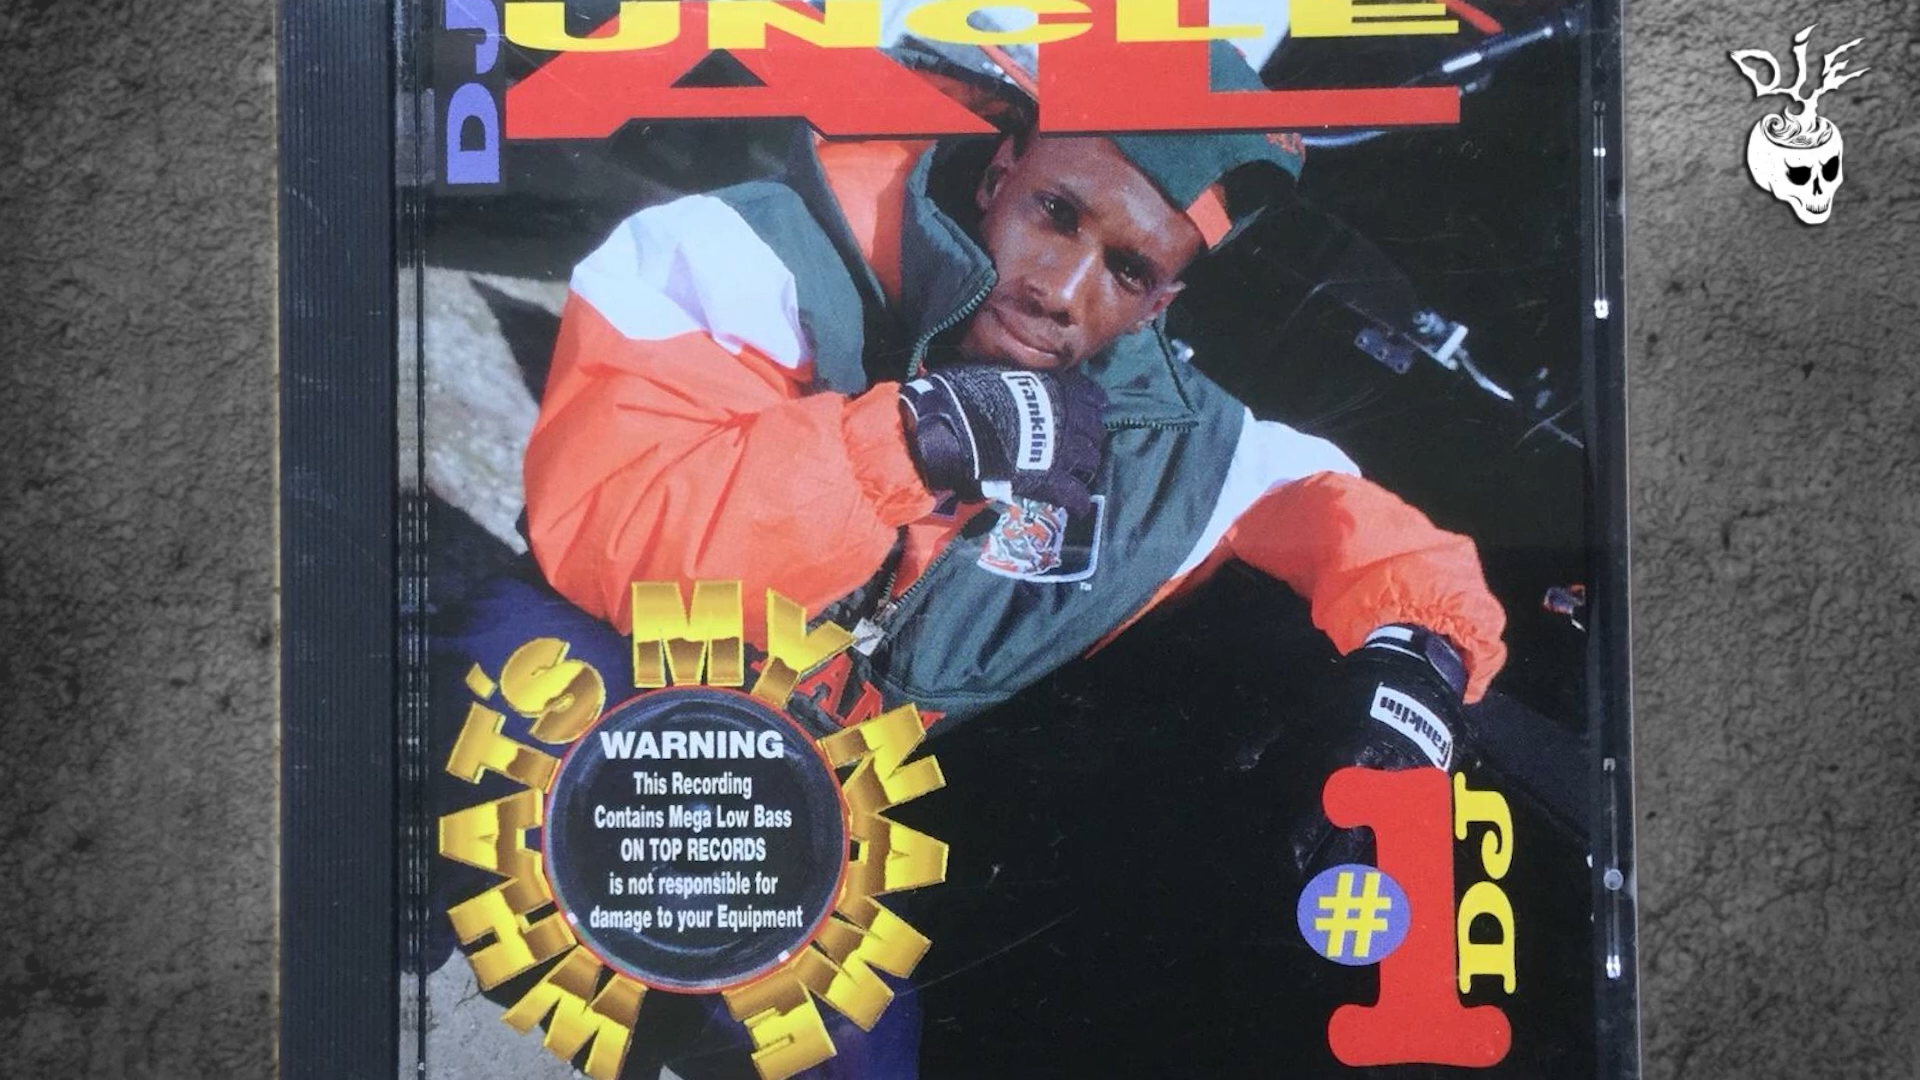 DJ
UNCLE
AL
DJE
Franklin
WHAT'S MY NAME
WARNING
This Recording
Contains Mega Low Bass
ON TOP RECORDS
is not responsible for
damage to your Equipment
Franklin
#1
DJ